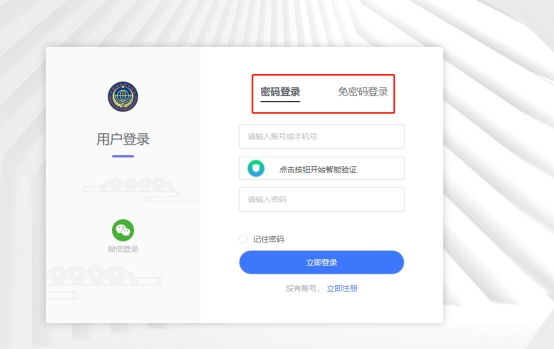 用户登录
微信登录
密码登录 免密码登录
请输入账号或手机号
点击按钮开始智能验证
请输入密码
记住密码
立即登录
没有账号， 立即注册